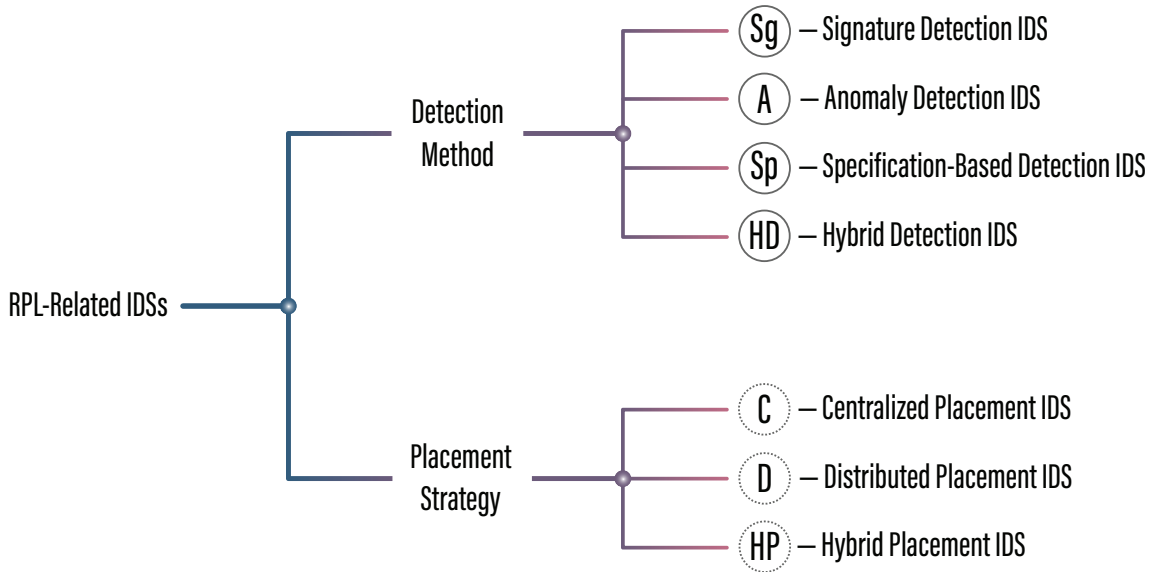 Sg – Signature Detection IDS
A – Anomaly Detection IDS
Detection
Method
Sp – Specification-Based Detection IDS
HD – Hybrid Detection IDS
RPL-Related IDSs
C – Centralized Placement IDS
Placement
Strategy
D – Distributed Placement IDS
HP – Hybrid Placement IDS